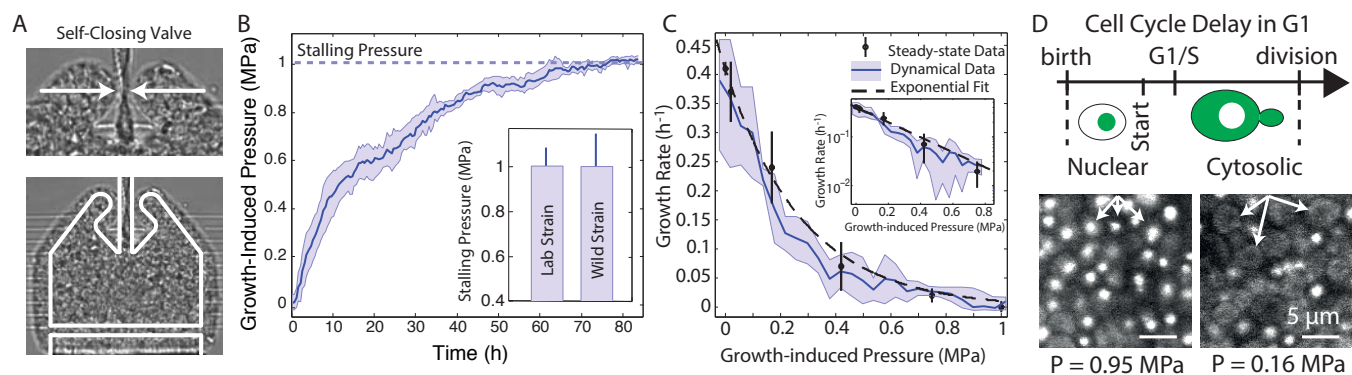 A
Self-Closing Valve
B
Growth-Induced Pressure (MPa)
1
0.8
0.6
0.4
0.2
0
Stalling Pressure
Stalling Pressure (MPa)
1
0.8
1
0.4
Lab Strain
Wild Strain
0 10 20 30 40 50 60 70 80
Time (h)
C
Growth Rate (h⁻¹)
0.45
0.4
0.35
0.3
0.25
0.2
0.15
0.1
0.05
0
Steady-state Data
Dynamical Data
Exponential Fit
Growth Rate (h⁻¹)
10⁻¹
10⁻²
0 0.2 0.4 0.6 0.8
Growth-induced Pressure (MPa)
0 0.2 0.4 0.6 0.8 1
Growth-induced Pressure (MPa)
D
Cell Cycle Delay in G1
birth G1/S division
Start
Nuclear Cytosolic
5 μm
P = 0.95 MPa P = 0.16 MPa